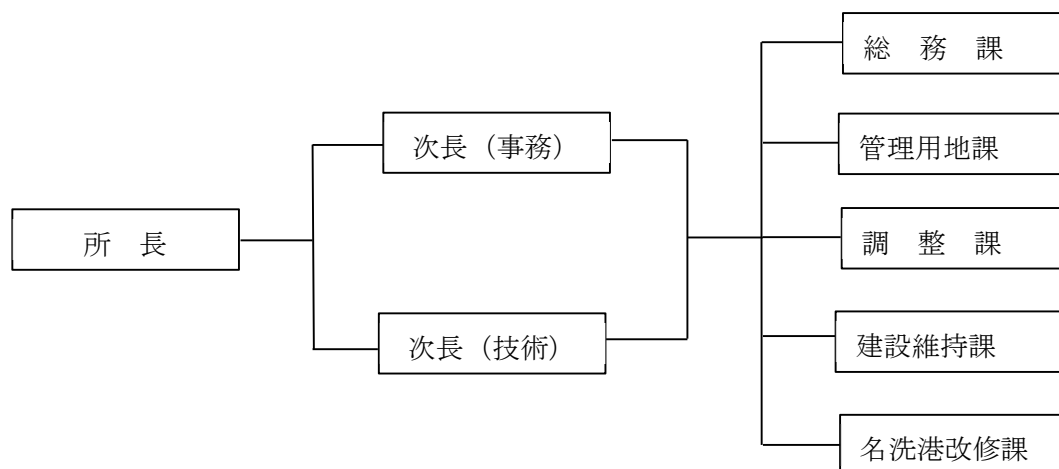 総　務　課
次長（事務）
管理用地課
所　長
調　整　課
次長（技術）
建設維持課
名洗港改修課